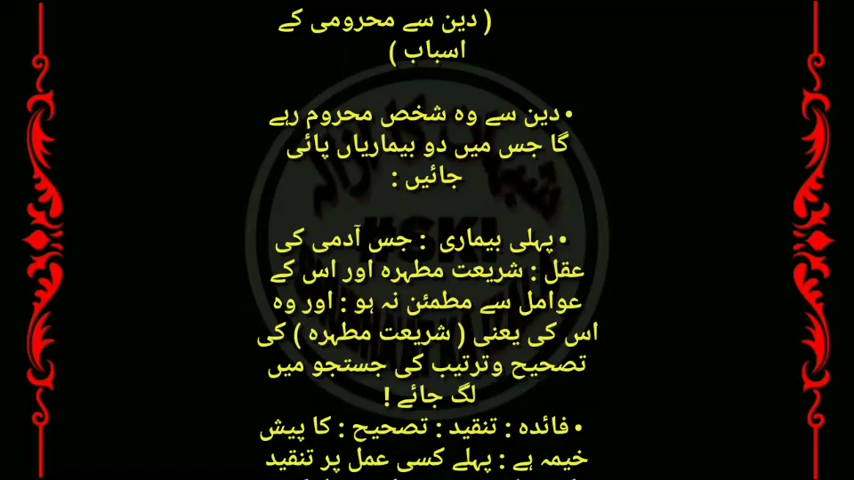 ( دین سے محرومی کے
اسباب )
• دین سے وہ شخص محروم رہے
گا جس میں دو بیماریاں پائی
جائیں :
• پہلی بیماری : جس آدمی کی
عقل : شریعت مطہرہ اور اس کے
عوامل سے مطمئن نہ ہو : اور وہ
اس کی یعنی ( شریعت مطہرہ ) کی
تصحیح وترتیب کی جستجو میں
لگ جائے !
• فائدہ : تنقید : تصحیح : کا پیش
خیمہ ہے : پہلے کسی عمل پر تنقید
#SKI